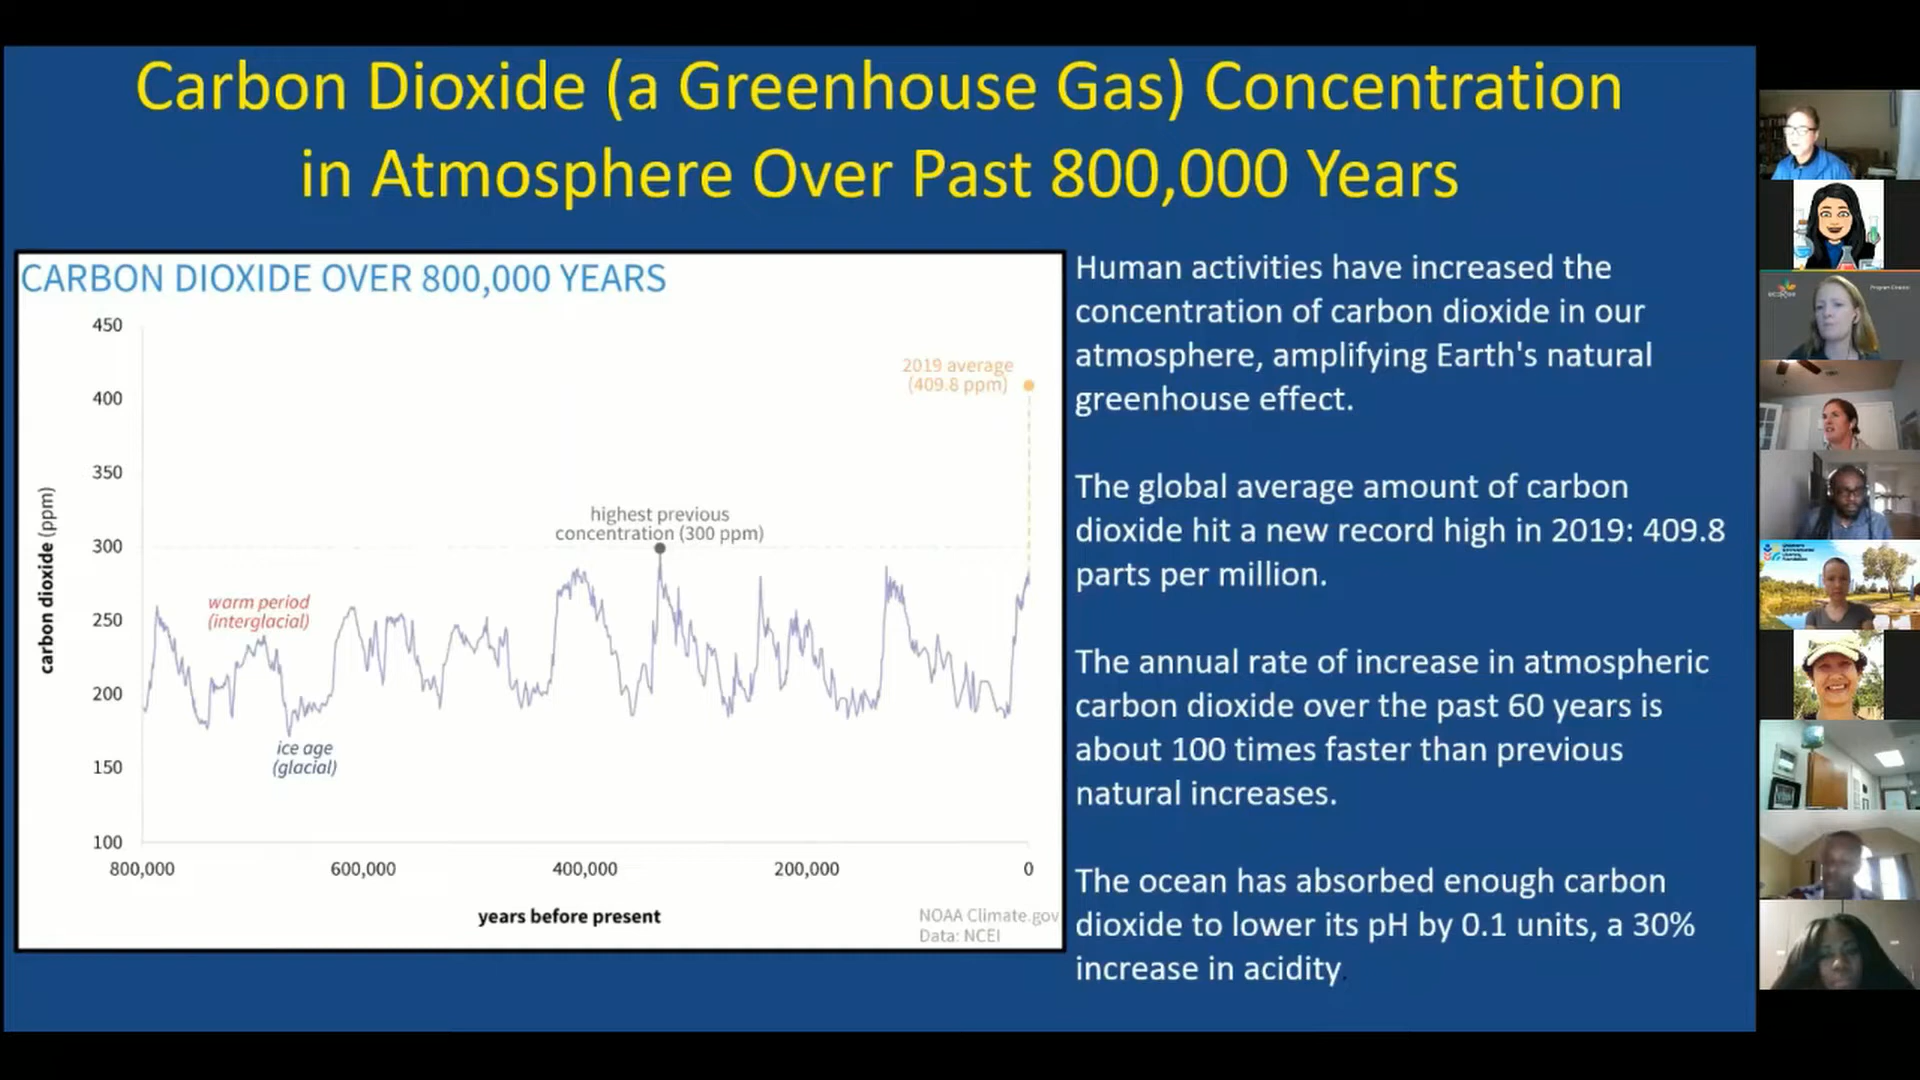 Carbon Dioxide (a Greenhouse Gas) Concentration
in Atmosphere Over Past 800,000 Years
CARBON DIOXIDE OVER 800,000 YEARS
450
400
350
300
250
200
150
100
carbon dioxide (ppm)
2019 average
(409.8 ppm)
highest previous
concentration (300 ppm)
warm period
(interglacial)
ice age
(glacial)
800,000
600,000
400,000
200,000
0
years before present
NOAA Climate.gov
Data: NCEI
Human activities have increased the
concentration of carbon dioxide in our
atmosphere, amplifying Earth's natural
greenhouse effect.
The global average amount of carbon
dioxide hit a new record high in 2019: 409.8
parts per million.
The annual rate of increase in atmospheric
carbon dioxide over the past 60 years is
about 100 times faster than previous
natural increases.
The ocean has absorbed enough carbon
dioxide to lower its pH by 0.1 units, a 30%
increase in acidity.